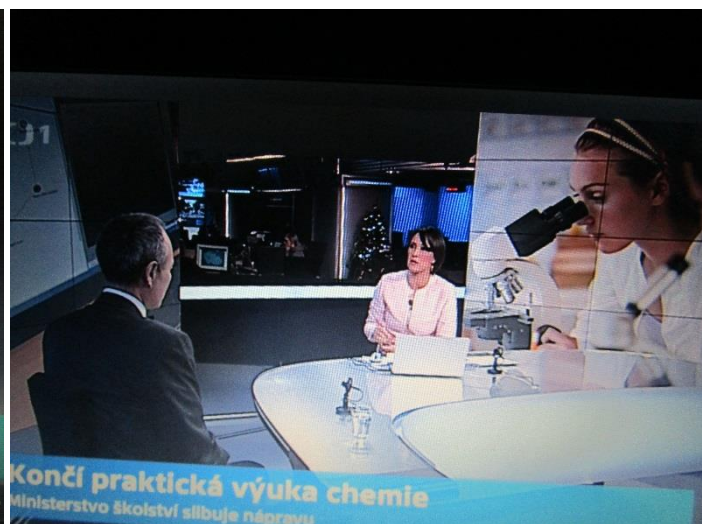 Končí praktická výuka chemie
Ministerstvo školství slibuje nápravu